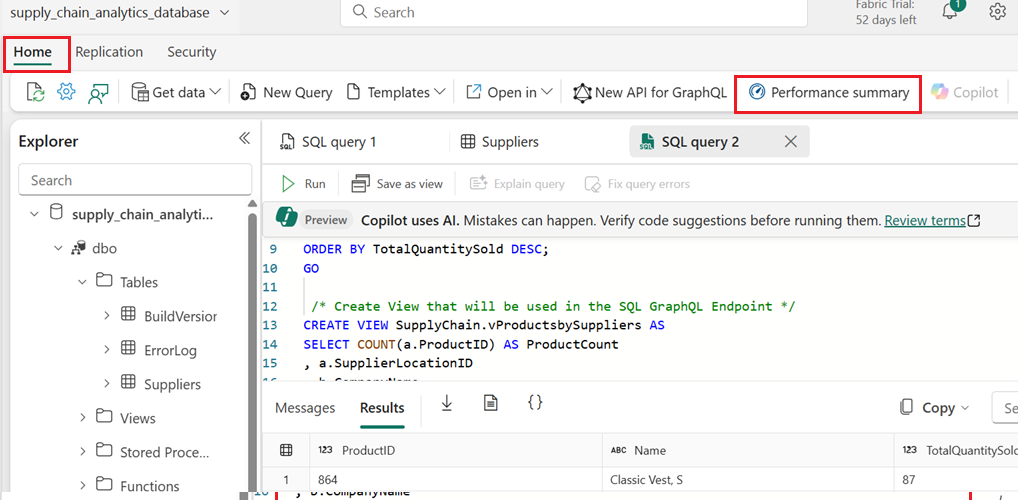 supply_chain_analytics_database
Search
Fabric Trial:
52 days left
1
Home Replication Security
Get data New Query Templates Open in New API for GraphQL Performance summary Copilot
Explorer
SQL query 1 Suppliers SQL query 2
Search
Run Save as view Explain query Fix query errors
Preview Copilot uses AI. Mistakes can happen. Verify code suggestions before running them. Review terms
supply_chain_analyti...
dbo
Tables
BuildVersior
ErrorLog
Suppliers
Views
Stored Proce...
Functions
9 ORDER BY TotalQuantitySold DESC;
10 GO
11
12 /* Create View that will be used in the SQL GraphQL Endpoint */
13 CREATE VIEW SupplyChain.vProductsbySuppliers AS
14 SELECT COUNT(a.ProductID) AS ProductCount
15 , a.SupplierLocationID
Messages Results {} Copy Se
123 ProductID ABC Name 123 TotalQuantitySold
1 864 Classic Vest, S 87
16 , b.CompanyName